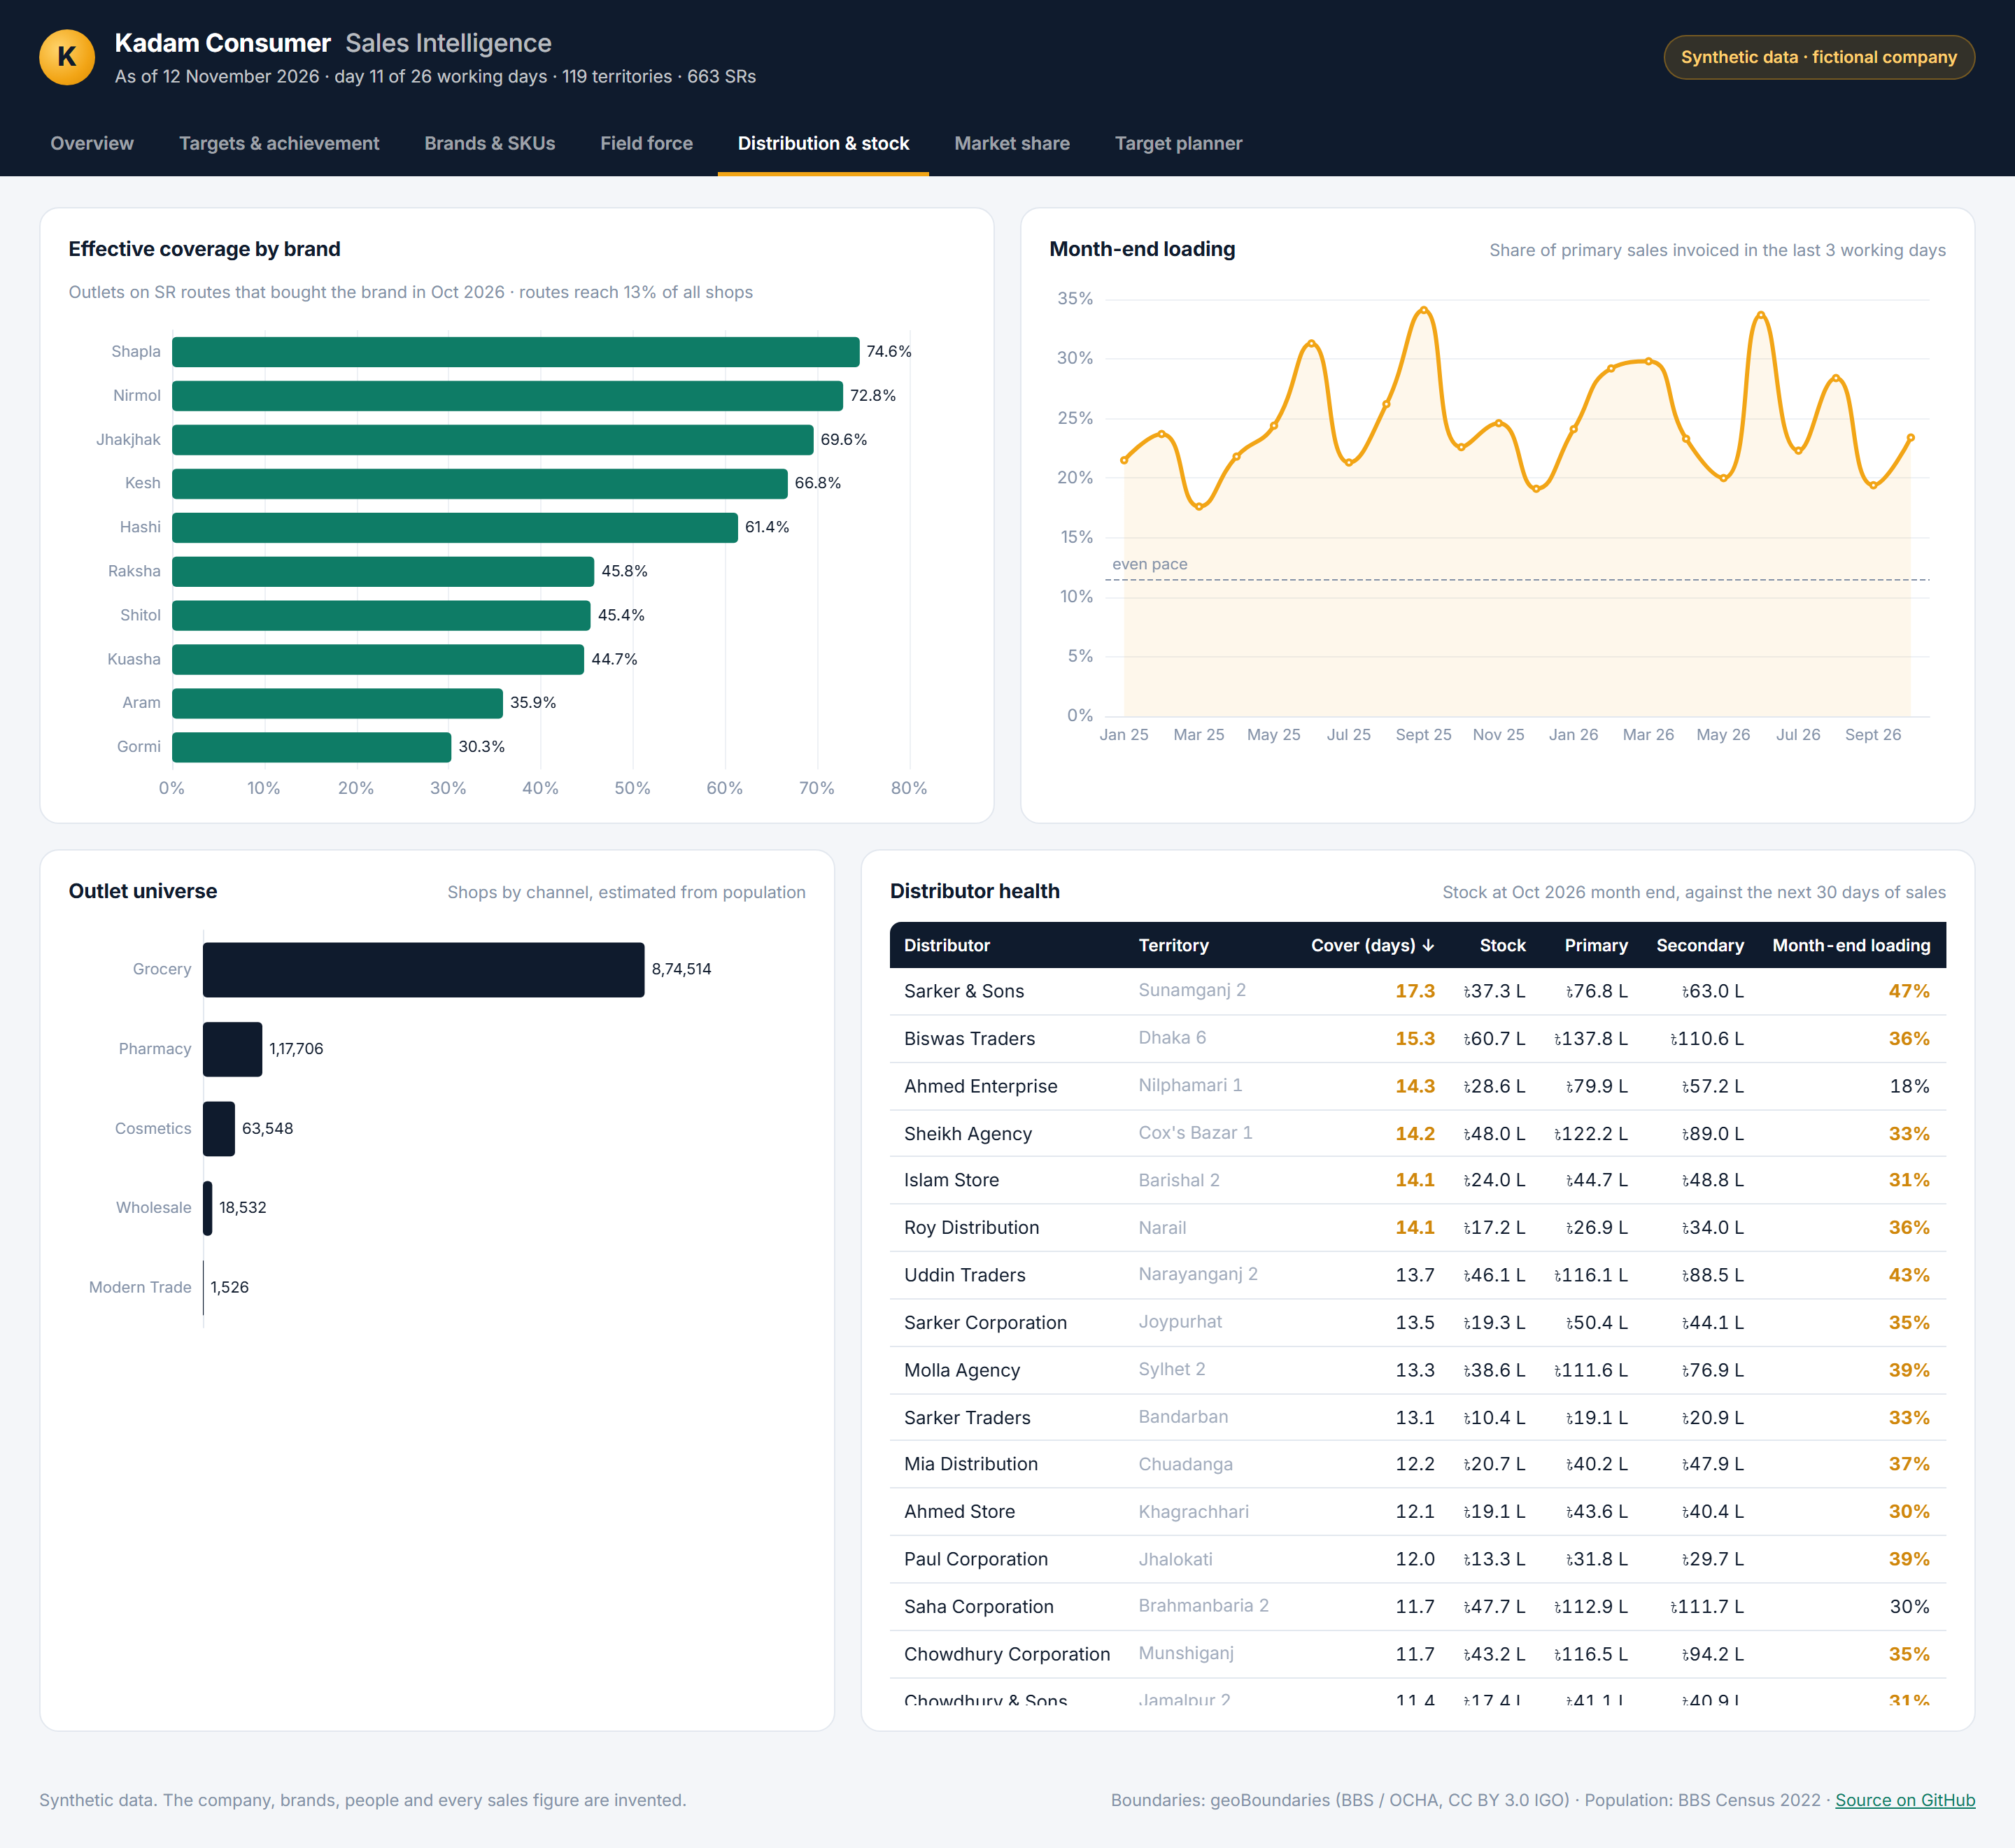 K
Kadam Consumer Sales Intelligence
As of 12 November 2026 · day 11 of 26 working days · 119 territories · 663 SRs
Synthetic data · fictional company
Overview Targets & achievement Brands & SKUs Field force Distribution & stock Market share Target planner
Effective coverage by brand
Outlets on SR routes that bought the brand in Oct 2026 · routes reach 13% of all shops
Shapla 74.6%
Nirmol 72.8%
Jhakjhak 69.6%
Kesh 66.8%
Hashi 61.4%
Raksha 45.8%
Shitol 45.4%
Kuasha 44.7%
Aram 35.9%
Gormi 30.3%
0% 10% 20% 30% 40% 50% 60% 70% 80%
Month-end loading Share of primary sales invoiced in the last 3 working days
35%
30%
25%
20%
15%
even pace
10%
5%
0%
Jan 25 Mar 25 May 25 Jul 25 Sept 25 Nov 25 Jan 26 Mar 26 May 26 Jul 26 Sept 26
Outlet universe Shops by channel, estimated from population
Grocery 8,74,514
Pharmacy 1,17,706
Cosmetics 63,548
Wholesale 18,532
Modern Trade 1,526
Distributor health Stock at Oct 2026 month end, against the next 30 days of sales
Distributor Territory Cover (days) ↓ Stock Primary Secondary Month-end loading
Sarker & Sons Sunamganj 2 17.3 ৳37.3 L ৳76.8 L ৳63.0 L 47%
Biswas Traders Dhaka 6 15.3 ৳60.7 L ৳137.8 L ৳110.6 L 36%
Ahmed Enterprise Nilphamari 1 14.3 ৳28.6 L ৳79.9 L ৳57.2 L 18%
Sheikh Agency Cox's Bazar 1 14.2 ৳48.0 L ৳122.2 L ৳89.0 L 33%
Islam Store Barishal 2 14.1 ৳24.0 L ৳44.7 L ৳48.8 L 31%
Roy Distribution Narail 14.1 ৳17.2 L ৳26.9 L ৳34.0 L 36%
Uddin Traders Narayanganj 2 13.7 ৳46.1 L ৳116.1 L ৳88.5 L 43%
Sarker Corporation Joypurhat 13.5 ৳19.3 L ৳50.4 L ৳44.1 L 35%
Molla Agency Sylhet 2 13.3 ৳38.6 L ৳111.6 L ৳76.9 L 39%
Sarker Traders Bandarban 13.1 ৳10.4 L ৳19.1 L ৳20.9 L 33%
Mia Distribution Chuadanga 12.2 ৳20.7 L ৳40.2 L ৳47.9 L 37%
Ahmed Store Khagrachhari 12.1 ৳19.1 L ৳43.6 L ৳40.4 L 30%
Paul Corporation Jhalokati 12.0 ৳13.3 L ৳31.8 L ৳29.7 L 39%
Saha Corporation Brahmanbaria 2 11.7 ৳47.7 L ৳112.9 L ৳111.7 L 30%
Chowdhury Corporation Munshiganj 11.7 ৳43.2 L ৳116.5 L ৳94.2 L 35%
Chowdhury & Sons Jamalpur 2 11.4 ৳17.4 L ৳41.1 L ৳40.9 L 31%
Synthetic data. The company, brands, people and every sales figure are invented.
Boundaries: geoBoundaries (BBS / OCHA, CC BY 3.0 IGO) · Population: BBS Census 2022 · Source on GitHub